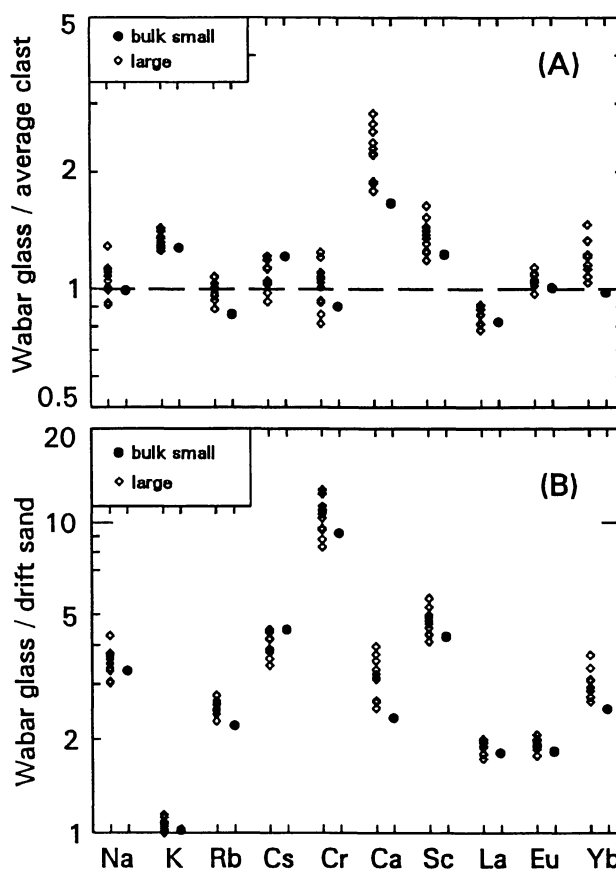 5
bulk small
large
(A)
2
Wabar glass / average clast
1
0.5
20
bulk small
large
(B)
10
5
Wabar glass / drift sand
2
1
Na K Rb Cs Cr Ca Sc La Eu Yb